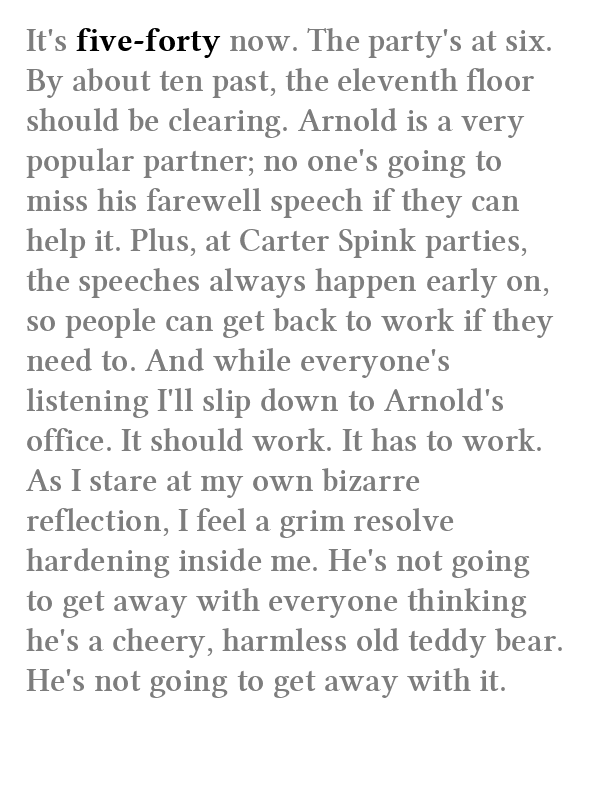 It's five-forty now. The party's at six.
By about ten past, the eleventh floor
should be clearing. Arnold is a very
popular partner; no one's going to
miss his farewell speech if they can
help it. Plus, at Carter Spink parties,
the speeches always happen early on,
so people can get back to work if they
need to. And while everyone's
listening I'll slip down to Arnold's
office. It should work. It has to work.
As I stare at my own bizarre
reflection, I feel a grim resolve
hardening inside me. He's not going
to get away with everyone thinking
he's a cheery, harmless old teddy bear.
He's not going to get away with it.